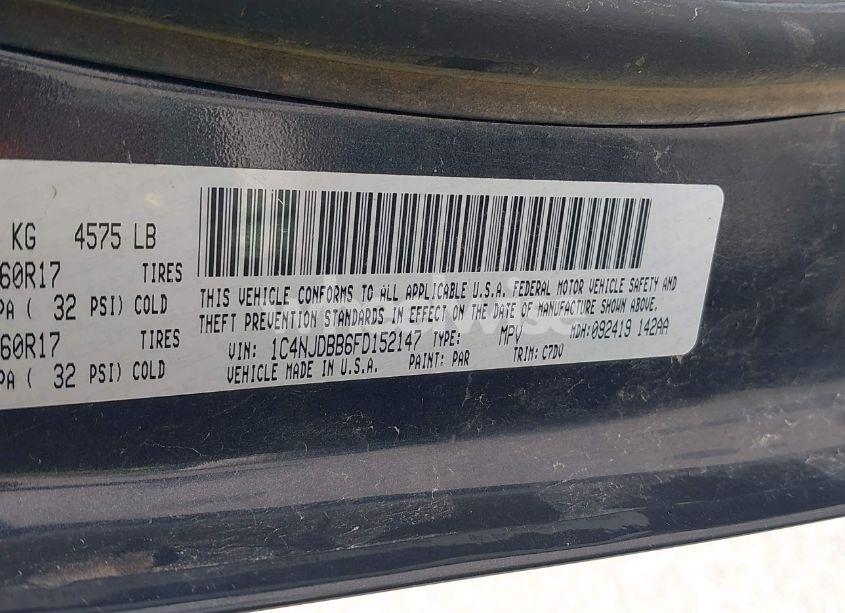 KG 4575 LB
60R17 TIRES
PA ( 32 PSI) COLD
60R17 TIRES
PA ( 32 PSI) COLD
THIS VEHICLE CONFORMS TO ALL APPLICABLE U.S.A. FEDERAL MOTOR VEHICLE SAFETY AND
THEFT PREVENTION STANDARDS IN EFFECT ON THE DATE OF MANUFACTURE SHOWN ABOVE.
VIN: 1C4NJDBB6FD152147 TYPE: MPV MDH: 092419 142AA
VEHICLE MADE IN U.S.A. PAINT: PAR TRIM: C7DV